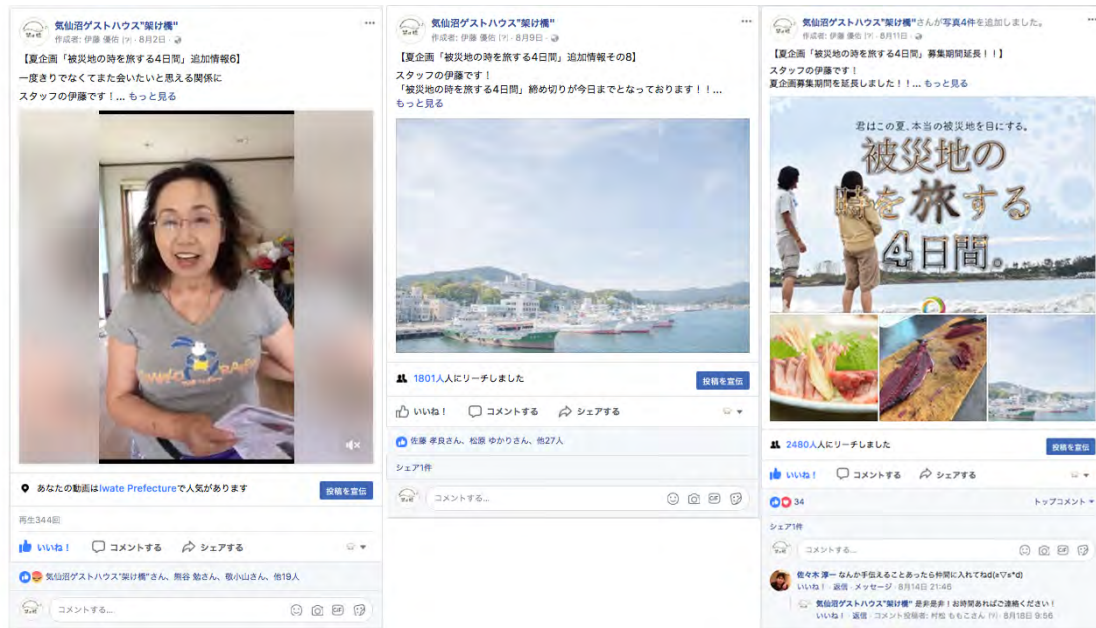 気仙沼ゲストハウス"架け橋"
作成者: 伊藤 優佑 [?]・8月2日・
【夏企画「被災地の時を旅する4日間」追加情報6】
一度きりでなくてまた会いたいと思える関係に
スタッフの伊藤です！... もっと見る
あなたの動画はIwate Prefectureで人気があります
投稿を宣伝
再生344回
いいね！ コメントする シェアする
気仙沼ゲストハウス"架け橋"さん、熊谷 勉さん、敬小山さん、他19人
コメントする...
GIF
気仙沼ゲストハウス"架け橋"
作成者: 伊藤 優佑 [?]・8月9日・
【夏企画「被災地の時を旅する4日間」追加情報その8】
スタッフの伊藤です！
「被災地の時を旅する4日間」締め切りが今日までとなっております！！...
もっと見る
1801人人にリーチしました
投稿を宣伝
いいね！ コメントする シェアする
佐藤 孝良さん、松原 ゆかりさん、他27人
シェア1件
コメントする...
GIF
気仙沼ゲストハウス"架け橋"さんが写真4件を追加しました。
作成者: 伊藤 優佑 [?]・8月11日・
【夏企画「被災地の時を旅する4日間」募集期間延長！！】
スタッフの伊藤です！
夏企画募集期間を延長しました！！... もっと見る
君はこの夏、本当の被災地を目にする。
被災地の
時を旅する
4日間。
2480人人にリーチしました
投稿を宣伝
いいね！ コメントする シェアする
34
トップコメント
シェア1件
コメントする...
GIF
佐々木 淳一 なんか手伝えることあったら仲間に入れてねd(≧∇≦*d)
いいね！・返信・メッセージ・8月14日 21:46
気仙沼ゲストハウス"架け橋" 是非是非！お時間あればご連絡ください！
いいね！・返信・コメント投稿者: 村松 ももこさん [?]・8月18日 9:56